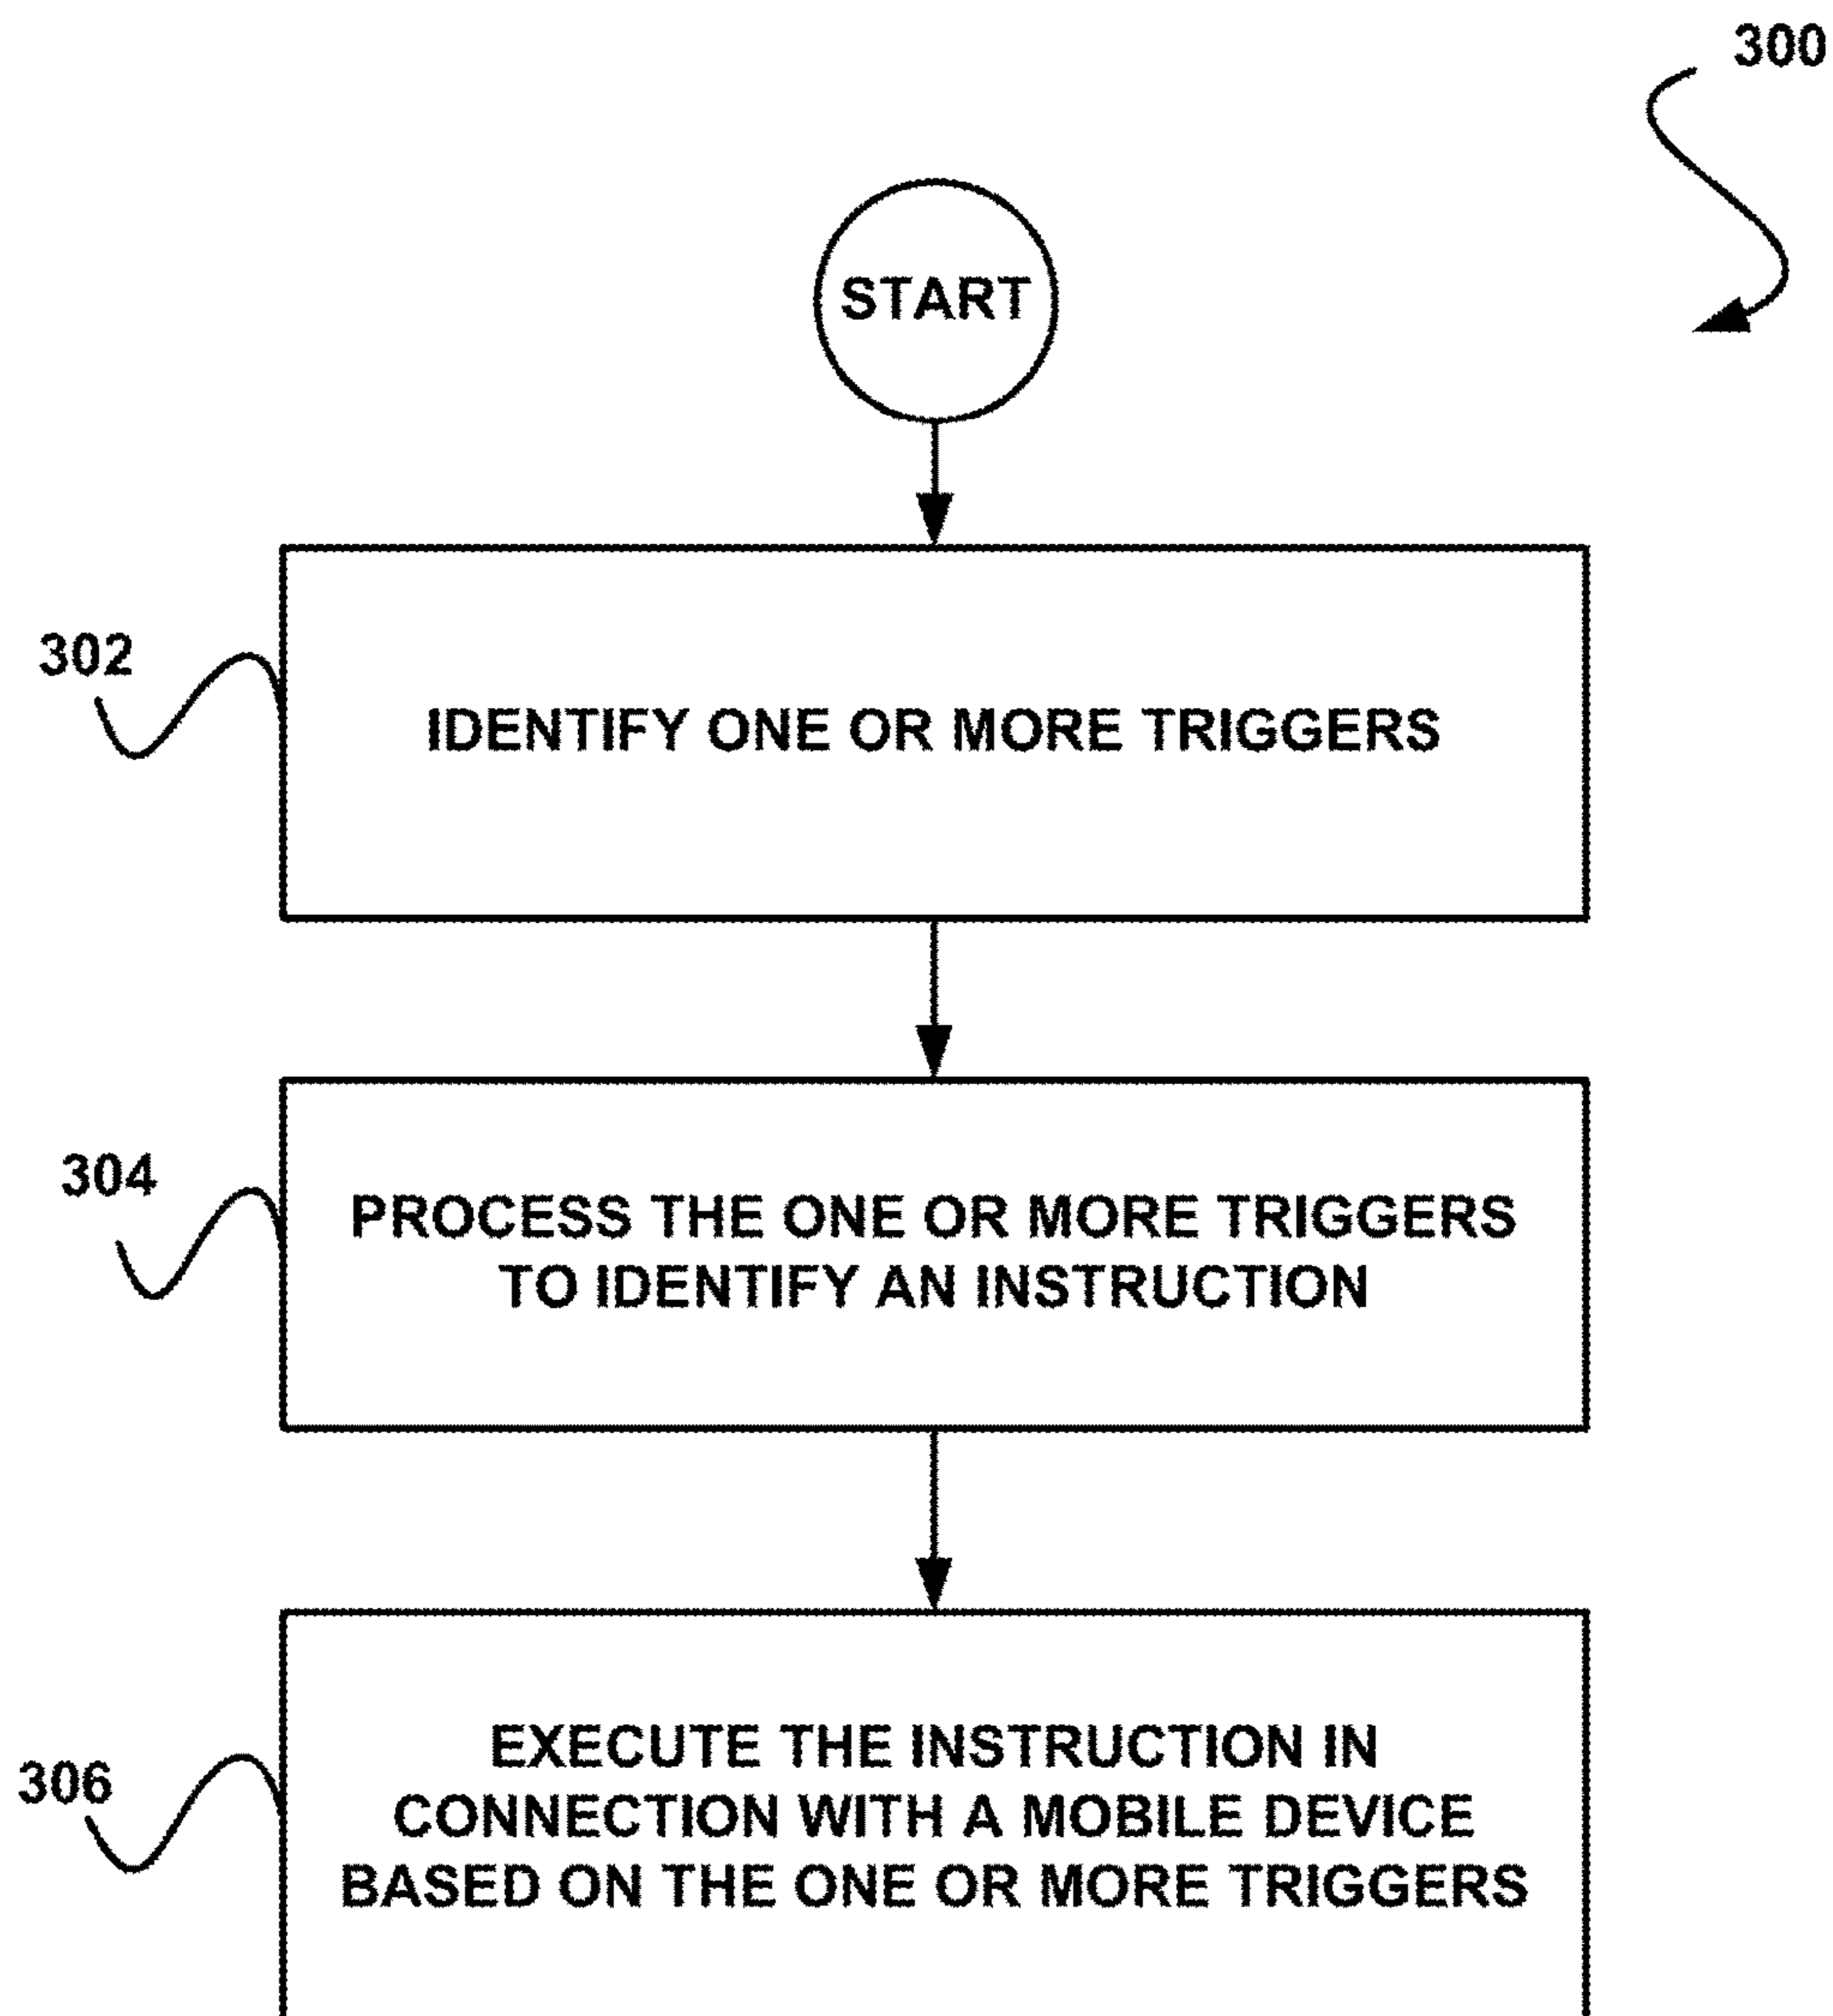 300
START
302
IDENTIFY ONE OR MORE TRIGGERS
304
PROCESS THE ONE OR MORE TRIGGERS
TO IDENTIFY AN INSTRUCTION
306
EXECUTE THE INSTRUCTION IN
CONNECTION WITH A MOBILE DEVICE
BASED ON THE ONE OR MORE TRIGGERS